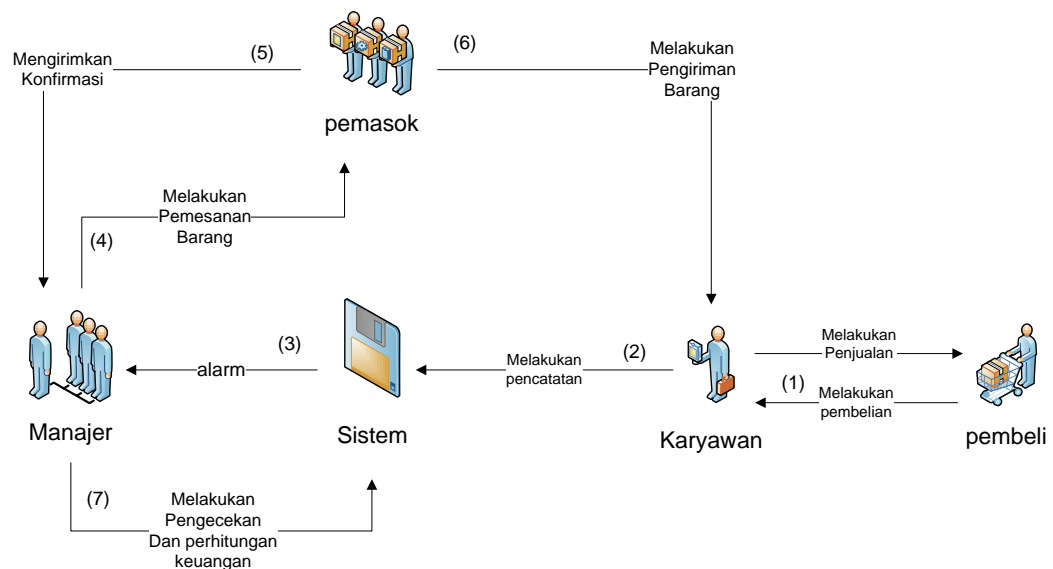 (5)
(6)
Mengirimkan
Konfirmasi
Melakukan
Pengiriman
Barang
pemasok
Melakukan
Pemesanan
Barang
(4)
(3)
alarm
(2)
Melakukan
pencatatan
Melakukan
Penjualan
(1)
Melakukan
pembelian
Manajer
Sistem
Karyawan
pembeli
(7)
Melakukan
Pengecekan
Dan perhitungan
keuangan